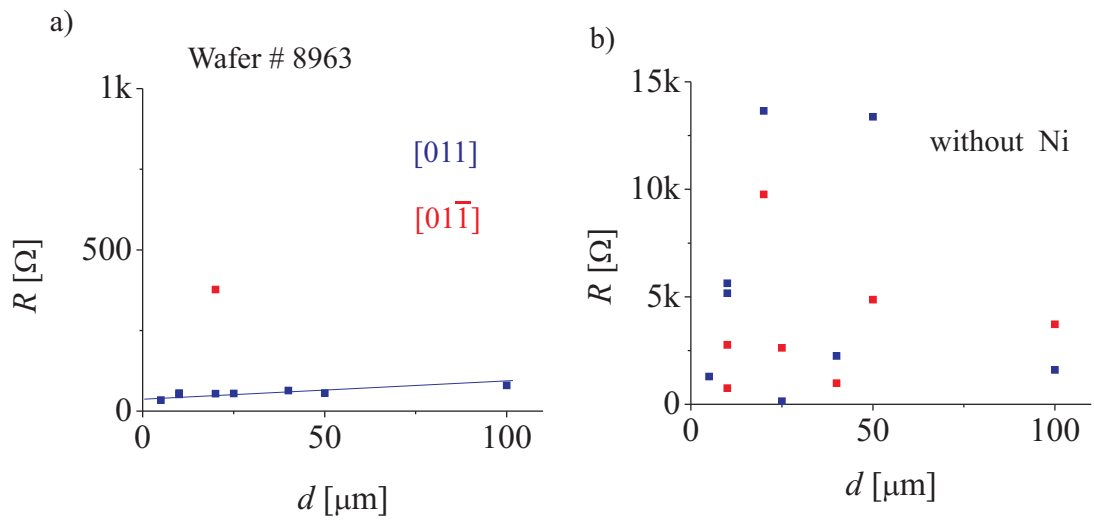 a)
Wafer # 8963
1k
500
0
R [Ω]
[011]
[011̅]
0
50
100
d [μm]
b)
15k
10k
5k
0
R [Ω]
without Ni
0
50
100
d [μm]